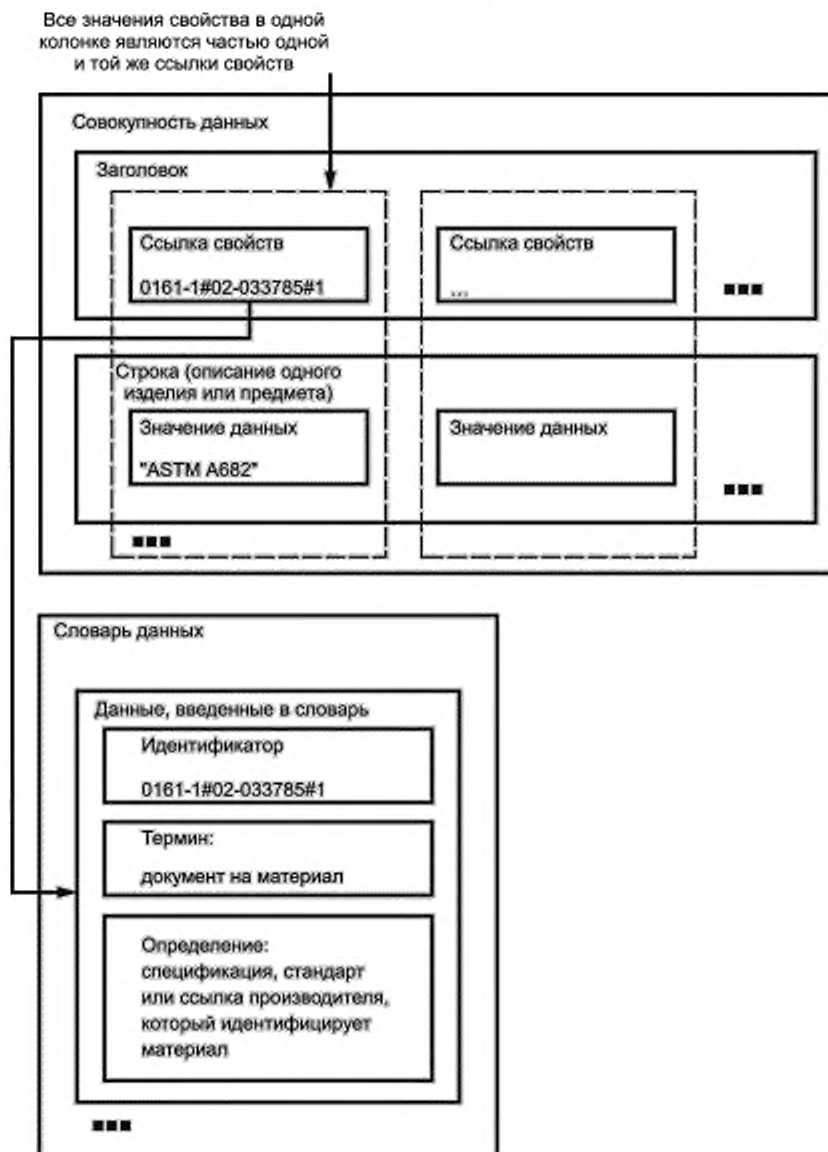 Все значения свойства в одной
колонке являются частью одной
и той же ссылки свойств
Совокупность данных
Заголовок
Ссылка свойств
0161-1#02-033785#1
Ссылка свойств
...
Строка (описание одного
изделия или предмета)
Значение данных
"ASTM A682"
Значение данных
Словарь данных
Данные, введенные в словарь
Идентификатор
0161-1#02-033785#1
Термин:
документ на материал
Определение:
спецификация, стандарт
или ссылка производителя,
который идентифицирует
материал